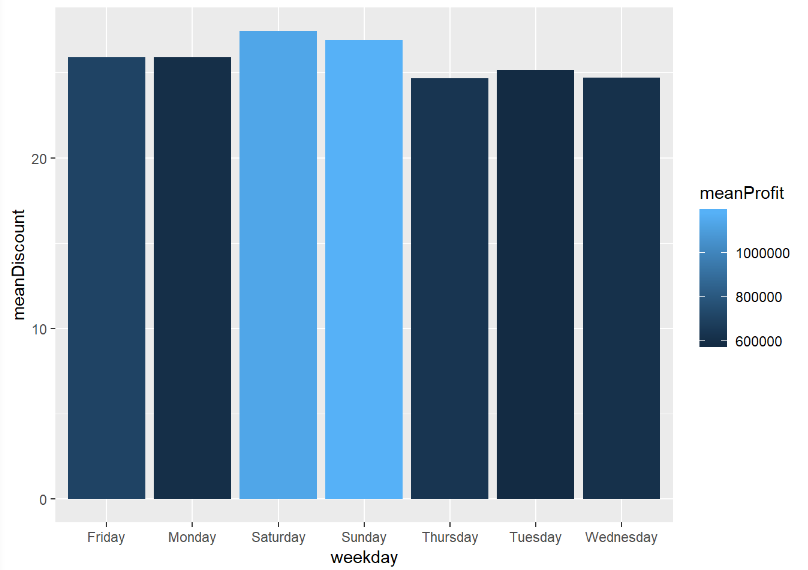 meanDiscount
20
10
0
Friday Monday Saturday Sunday Thursday Tuesday Wednesday
weekday
meanProfit
1000000
800000
600000